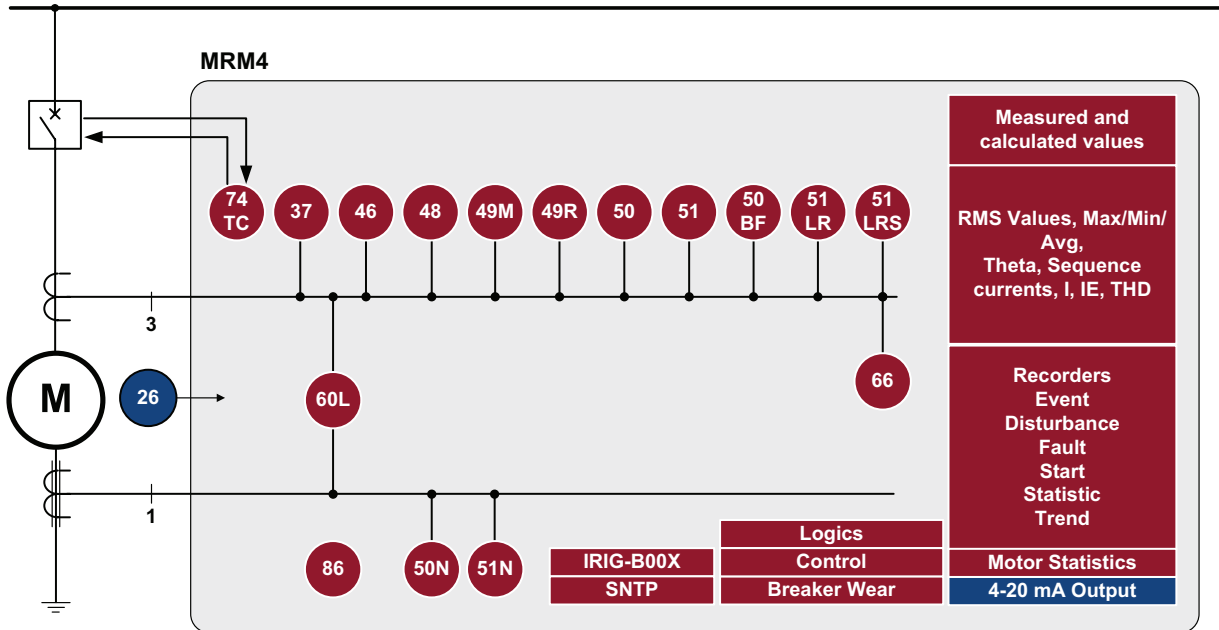 MRM4
Measured and
calculated values
74
TC
37
46
48
49M
49R
50
51
50
BF
51
LR
51
LRS
RMS Values, Max/Min/
Avg,
Theta, Sequence
currents, I, IE, THD
3
M
26
60L
66
Recorders
Event
Disturbance
Fault
Start
Statistic
Trend
1
86
50N
51N
IRIG-B00X
SNTP
Logics
Control
Breaker Wear
Motor Statistics
4-20 mA Output